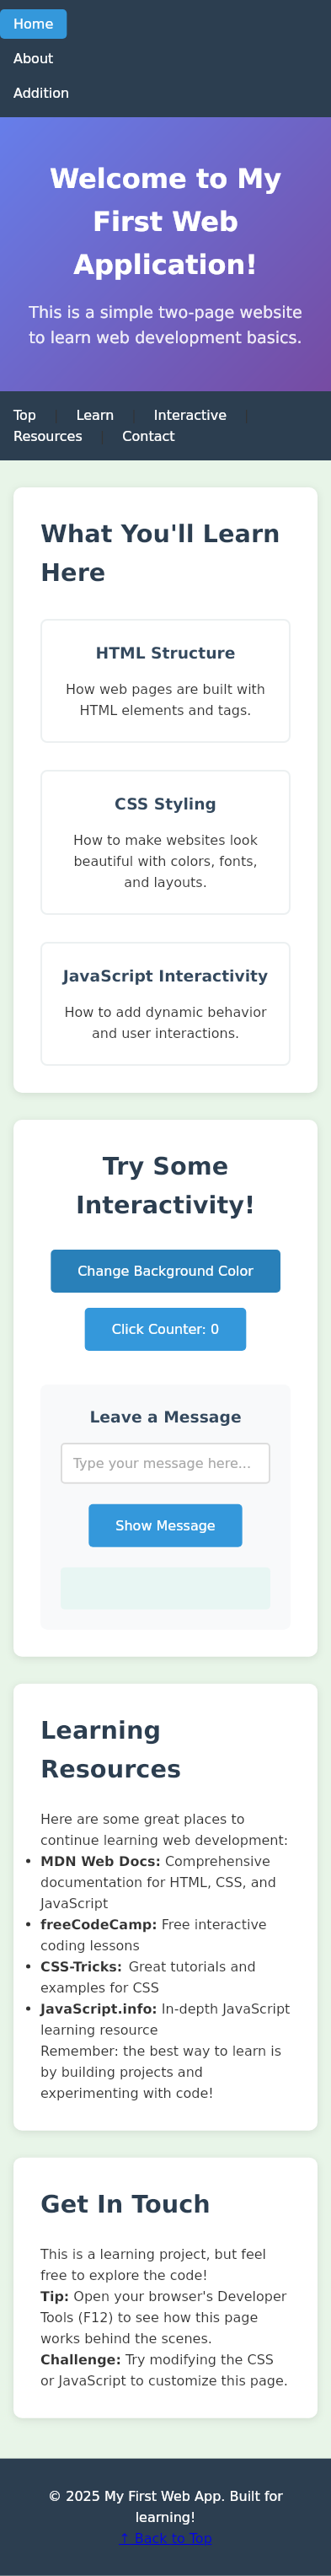 Home
About
Addition
Welcome to My
First Web
Application!
This is a simple two-page website
to learn web development basics.
Top | Learn | Interactive |
Resources | Contact
What You'll Learn
Here
HTML Structure
How web pages are built with
HTML elements and tags.
CSS Styling
How to make websites look
beautiful with colors, fonts,
and layouts.
JavaScript Interactivity
How to add dynamic behavior
and user interactions.
Try Some
Interactivity!
Change Background Color
Click Counter: 0
Leave a Message
Type your message here...
Show Message
Learning
Resources
Here are some great places to
continue learning web development:
• MDN Web Docs: Comprehensive
documentation for HTML, CSS, and
JavaScript
• freeCodeCamp: Free interactive
coding lessons
• CSS-Tricks: Great tutorials and
examples for CSS
• JavaScript.info: In-depth JavaScript
learning resource
Remember: the best way to learn is
by building projects and
experimenting with code!
Get In Touch
This is a learning project, but feel
free to explore the code!
Tip: Open your browser's Developer
Tools (F12) to see how this page
works behind the scenes.
Challenge: Try modifying the CSS
or JavaScript to customize this page.
© 2025 My First Web App. Built for
learning!
↑ Back to Top